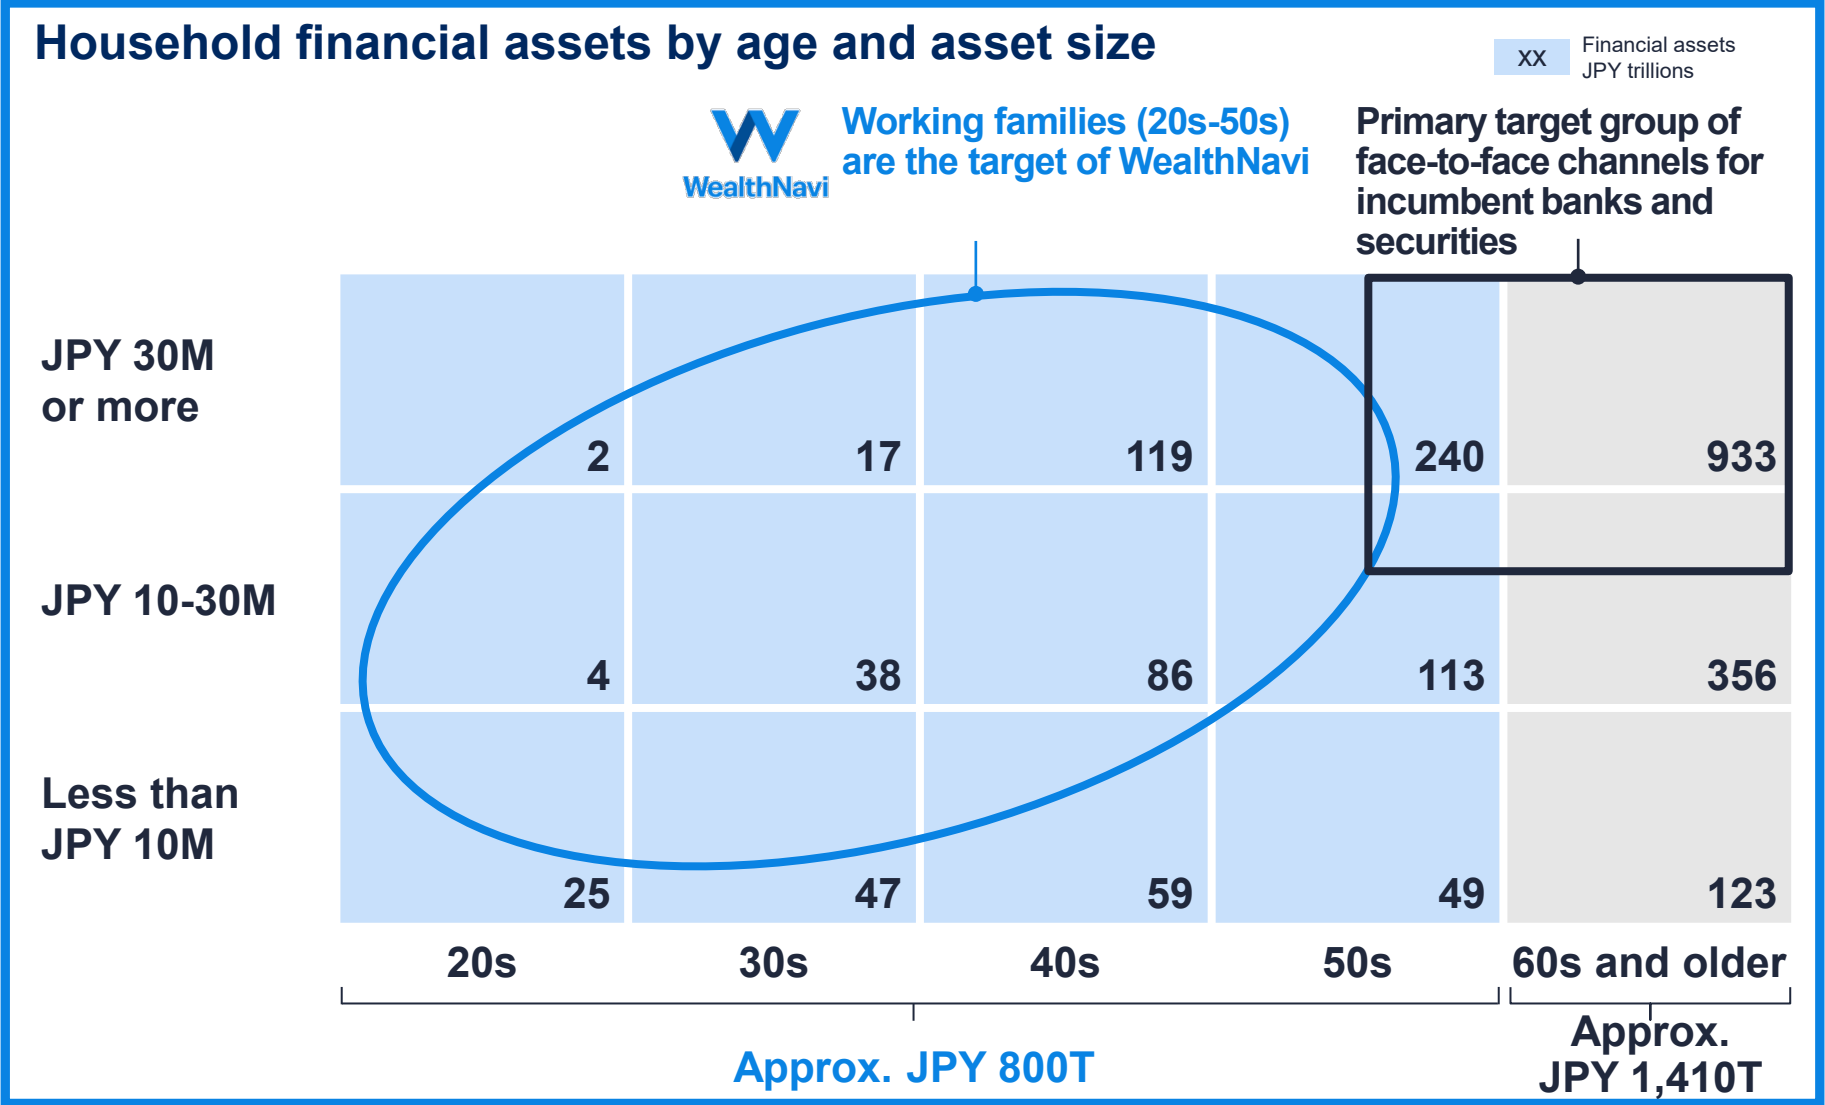 Household financial assets by age and asset size
XX
Financial assets
JPY trillions
WealthNavi
Working families (20s-50s)
are the target of WealthNavi
Primary target group of
face-to-face channels for
incumbent banks and
securities
JPY 30M
or more
2
17
119
240
933
JPY 10-30M
4
38
86
113
356
Less than
JPY 10M
25
47
59
49
123
20s
30s
40s
50s
60s and older
Approx. JPY 800T
Approx.
JPY 1,410T